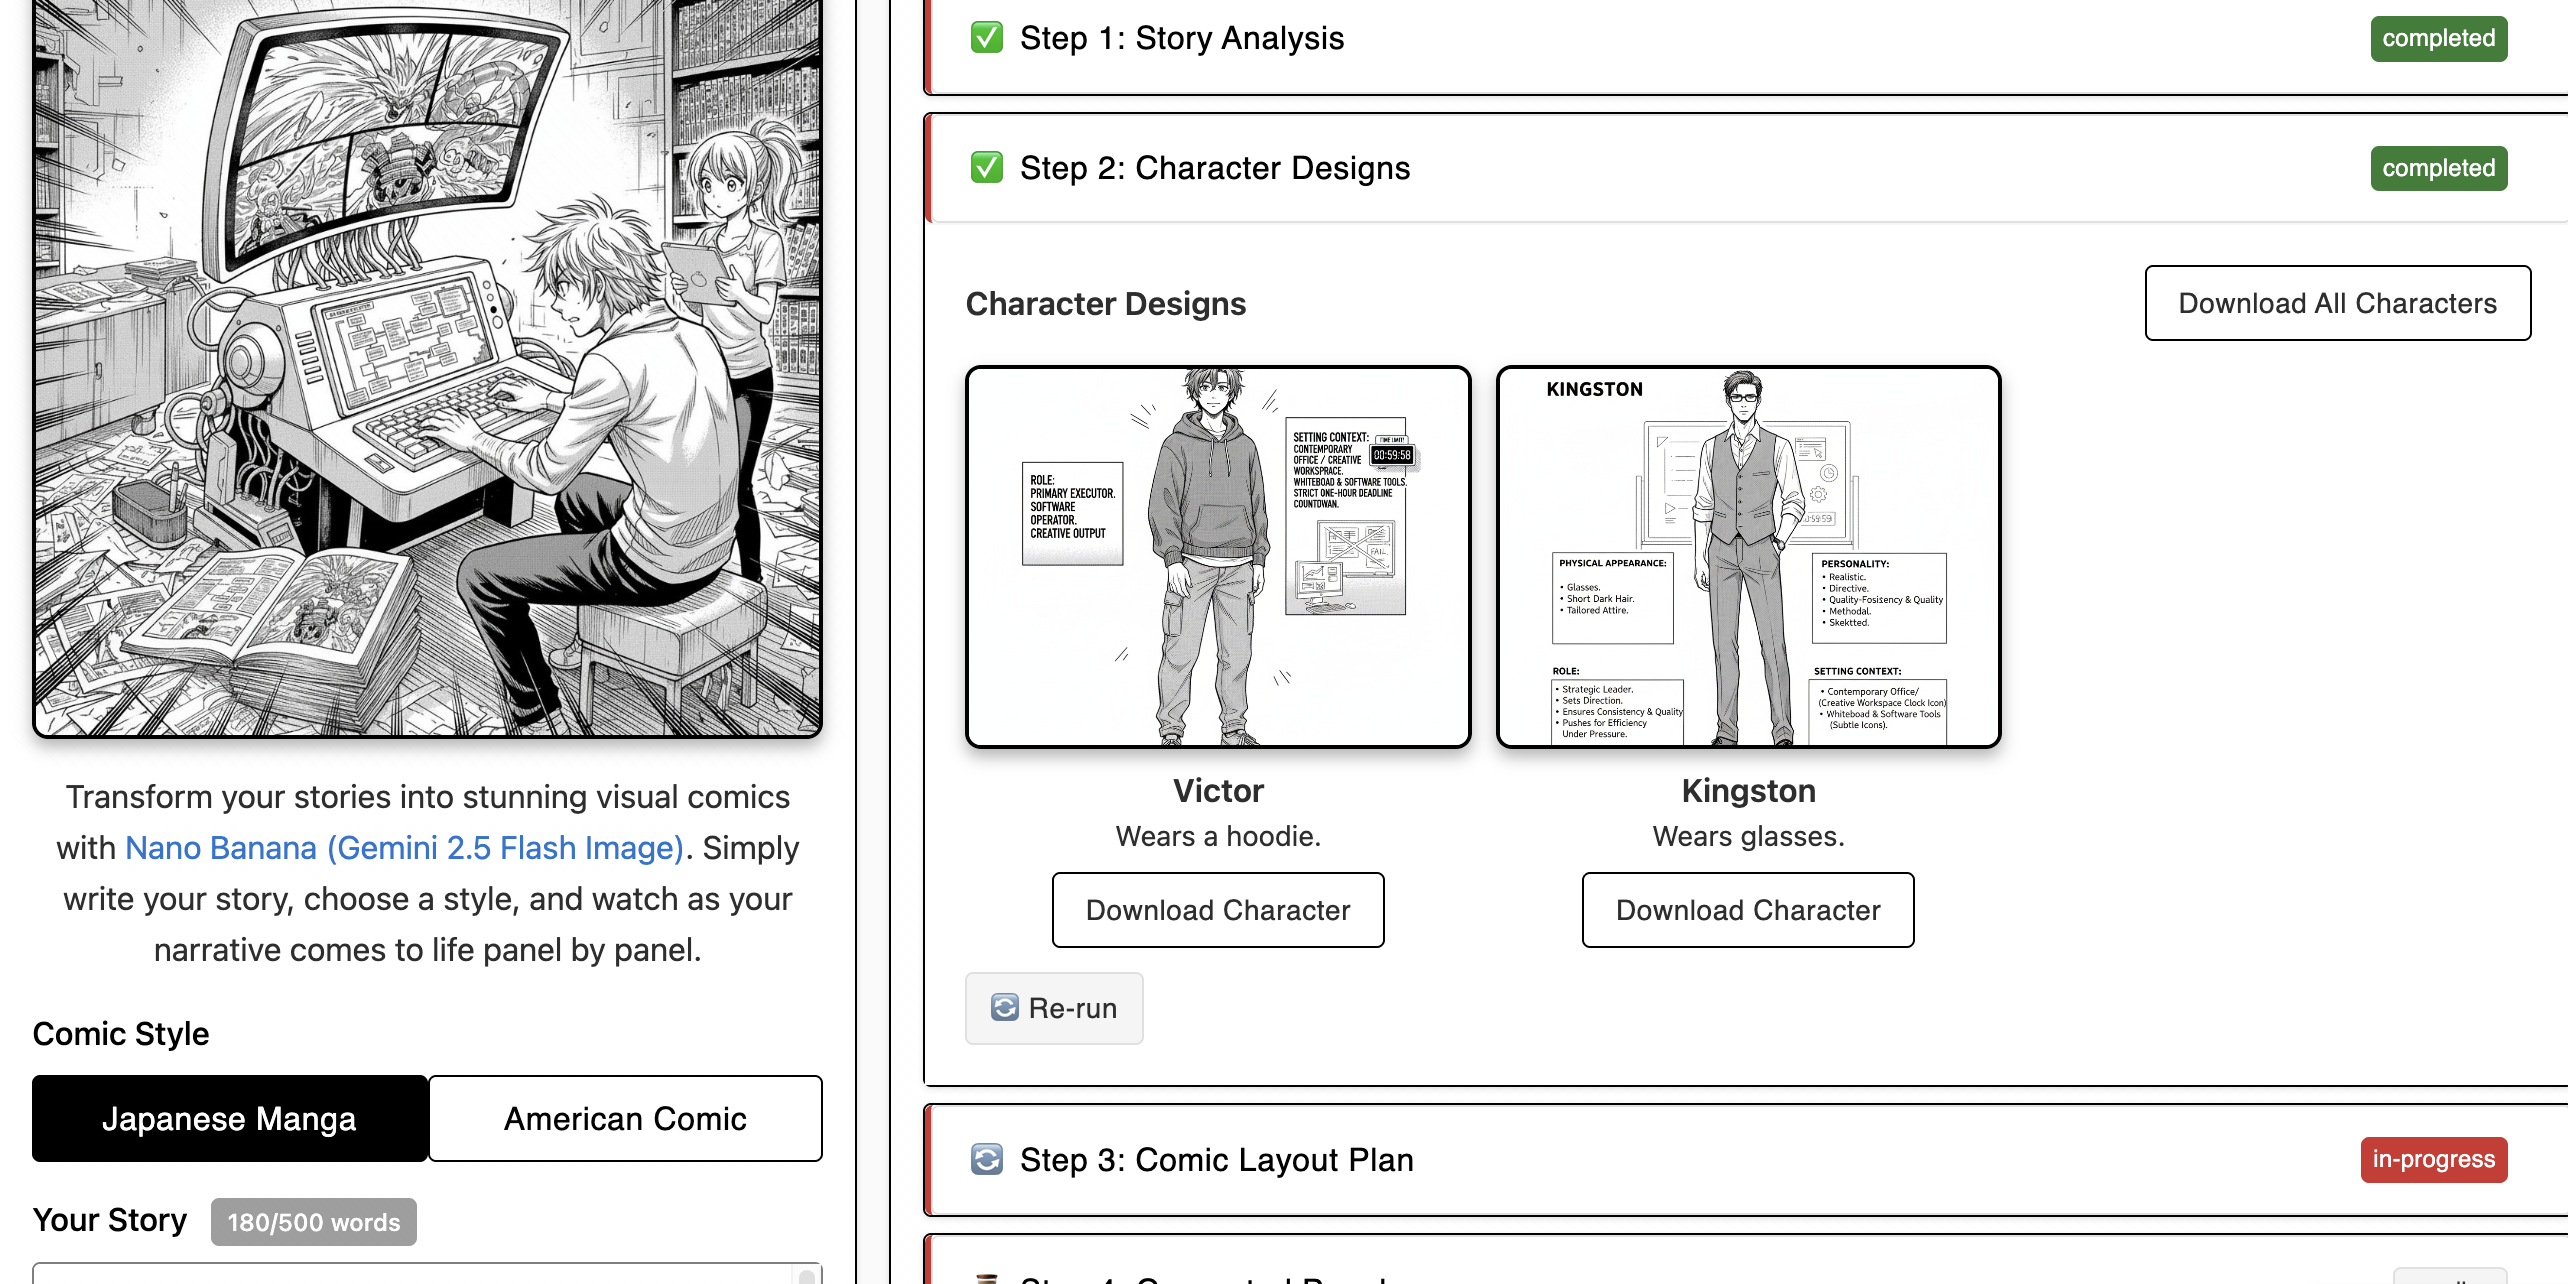 Transform your stories into stunning visual comics
with Nano Banana (Gemini 2.5 Flash Image). Simply
write your story, choose a style, and watch as your
narrative comes to life panel by panel.
Comic Style
Japanese Manga
American Comic
Your Story
180/500 words
Step 1: Story Analysis
completed
Step 2: Character Designs
completed
Character Designs
Download All Characters
ROLE:
PRIMARY EXECUTOR.
SOFTWARE
OPERATOR.
CREATIVE OUTPUT
SETTING CONTEXT:
CONTEMPORARY
OFFICE / CREATIVE
WORKSPRACE.
WHITEBOAD & SOFTWARE TOOLS.
STRICT ONE-HOUR DEADLINE
COUNTDWAN.
TIME LIMIT!
00:59:58
FAIL
KINGSTON
PHYSICAL APPEARANCE:
• Glasses.
• Short Dark Hair.
• Tailored Attire.
PERSONALITY:
• Realistic.
• Directive.
• Quality-Fosizency & Quality
• Methodal.
• Skektted.
ROLE:
• Strategic Leader.
• Sets Direction.
• Ensures Consistency & Quality
• Pushes for Efficiency
Under Pressure.
SETTING CONTEXT:
• Contemporary Office/
(Creative Workspace Clock Icon)
• Whiteboad & Software Tools
(Subtle Icons).
Victor
Wears a hoodie.
Download Character
Kingston
Wears glasses.
Download Character
Re-run
Step 3: Comic Layout Plan
in-progress